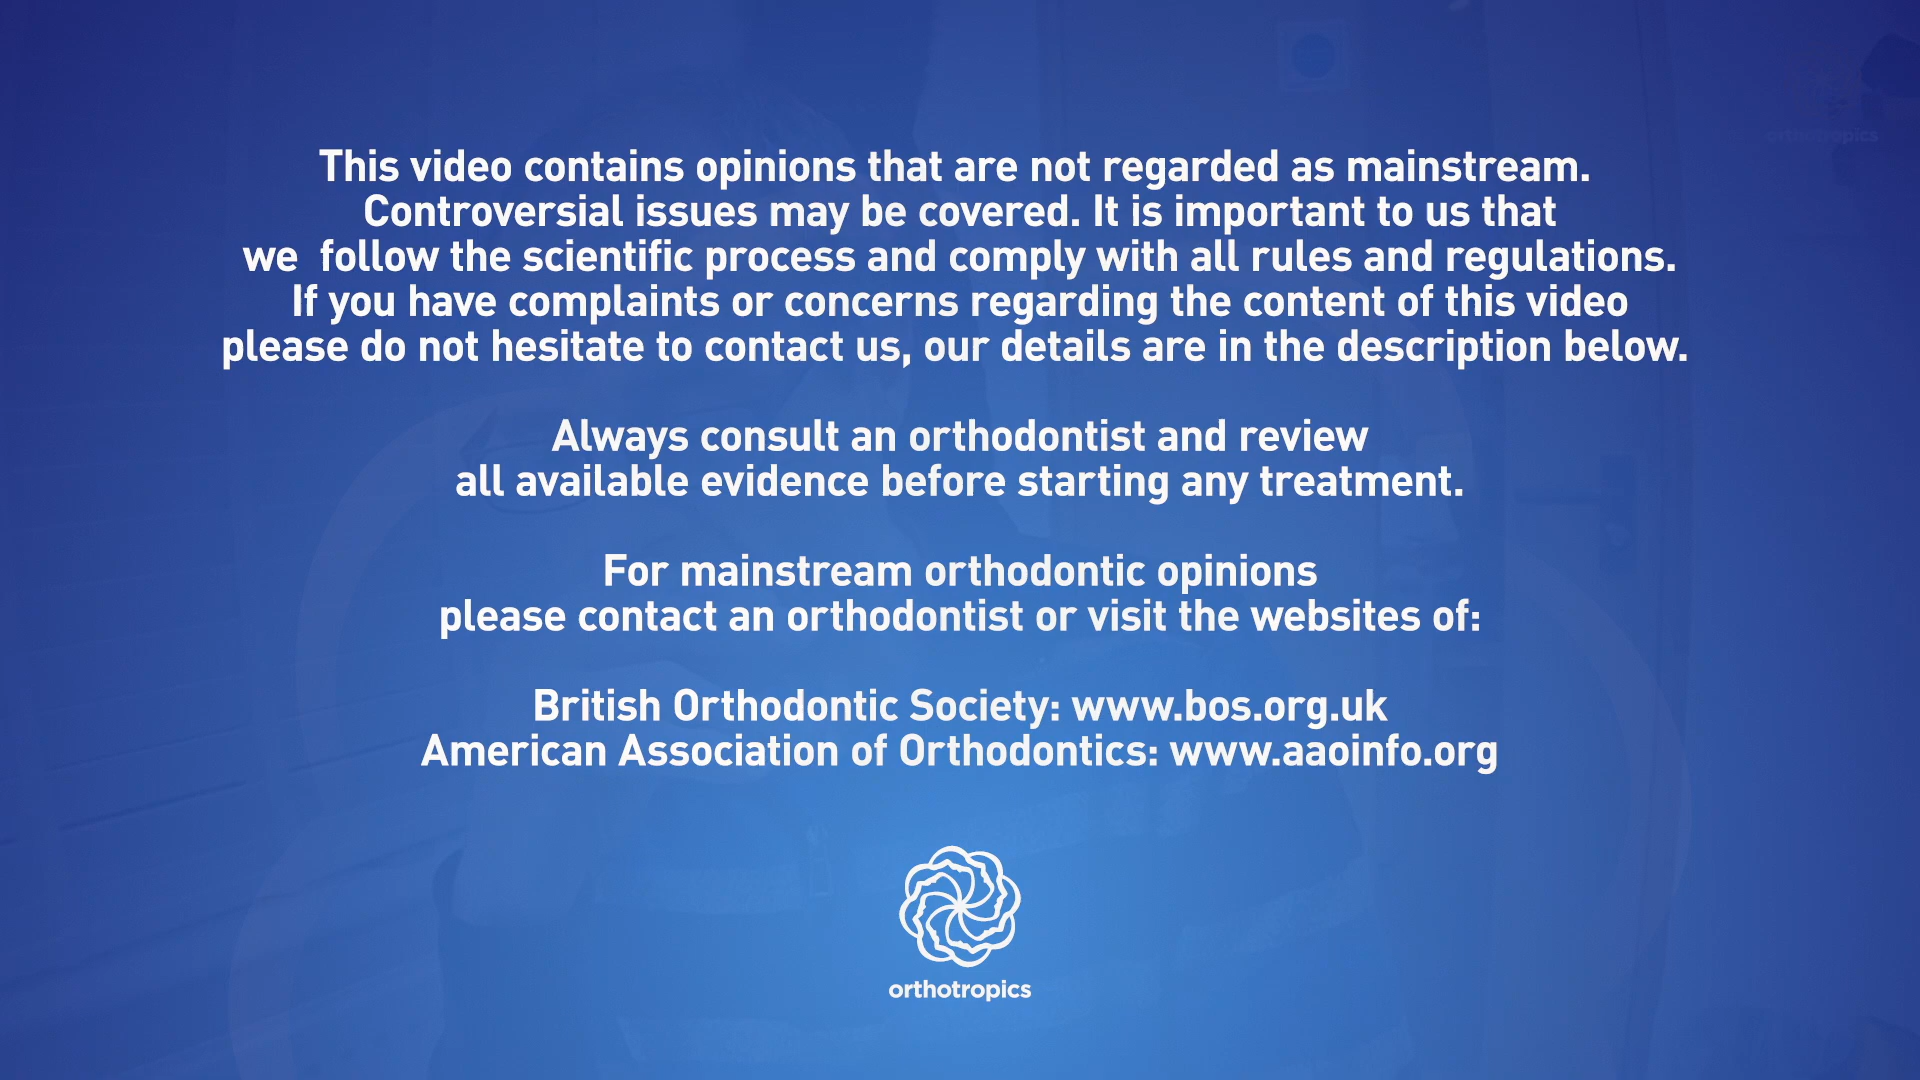 orthotropics
This video contains opinions that are not regarded as mainstream.
Controversial issues may be covered. It is important to us that
we  follow the scientific process and comply with all rules and regulations.
If you have complaints or concerns regarding the content of this video
please do not hesitate to contact us, our details are in the description below.
Always consult an orthodontist and review
all available evidence before starting any treatment.
For mainstream orthodontic opinions
please contact an orthodontist or visit the websites of:
British Orthodontic Society: www.bos.org.uk
American Association of Orthodontics: www.aaoinfo.org
orthotropics